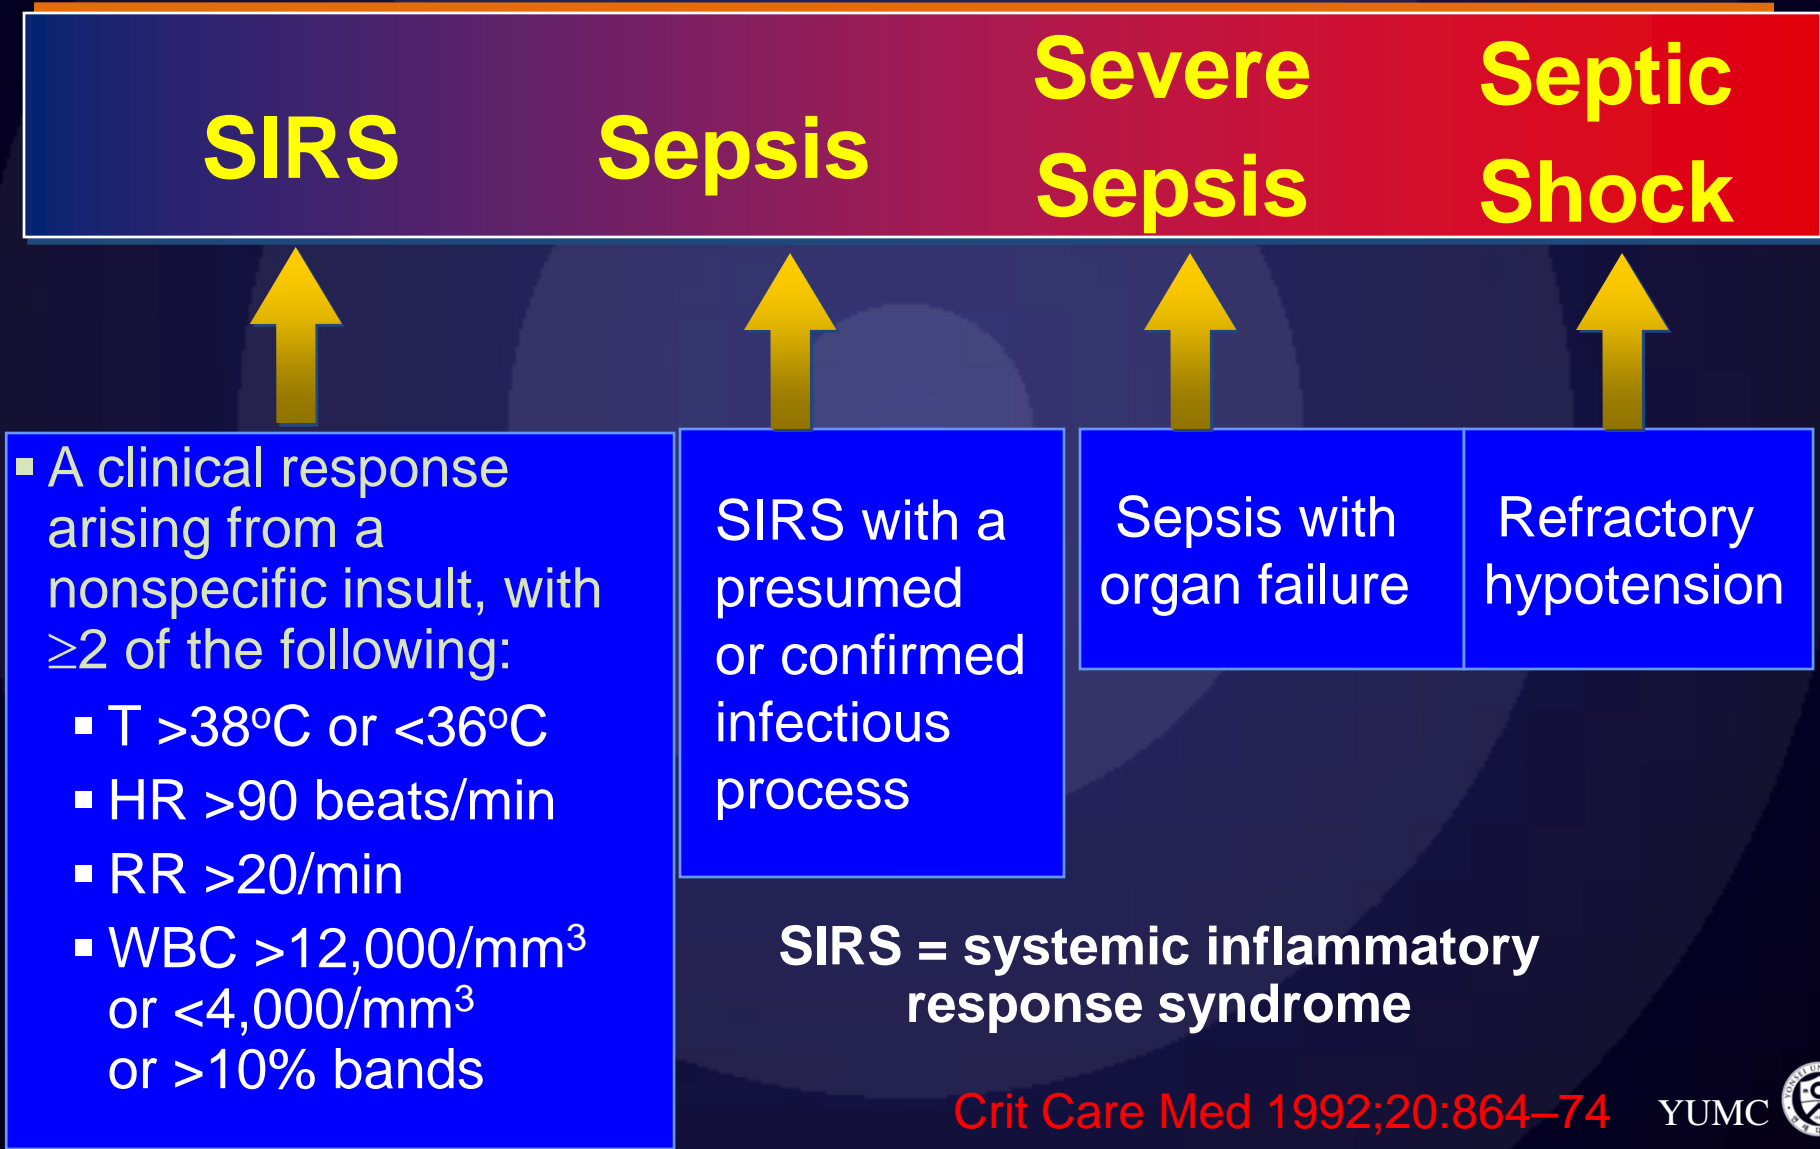 SIRS
Sepsis
Severe
Sepsis
Septic
Shock
▪ A clinical response
arising from a
nonspecific insult, with
≥2 of the following:
▪ T >38ºC or <36ºC
▪ HR >90 beats/min
▪ RR >20/min
▪ WBC >12,000/mm³
or <4,000/mm³
or >10% bands
SIRS with a
presumed
or confirmed
infectious
process
Sepsis with
organ failure
Refractory
hypotension
SIRS = systemic inflammatory
response syndrome
Crit Care Med 1992;20:864–74
YUMC